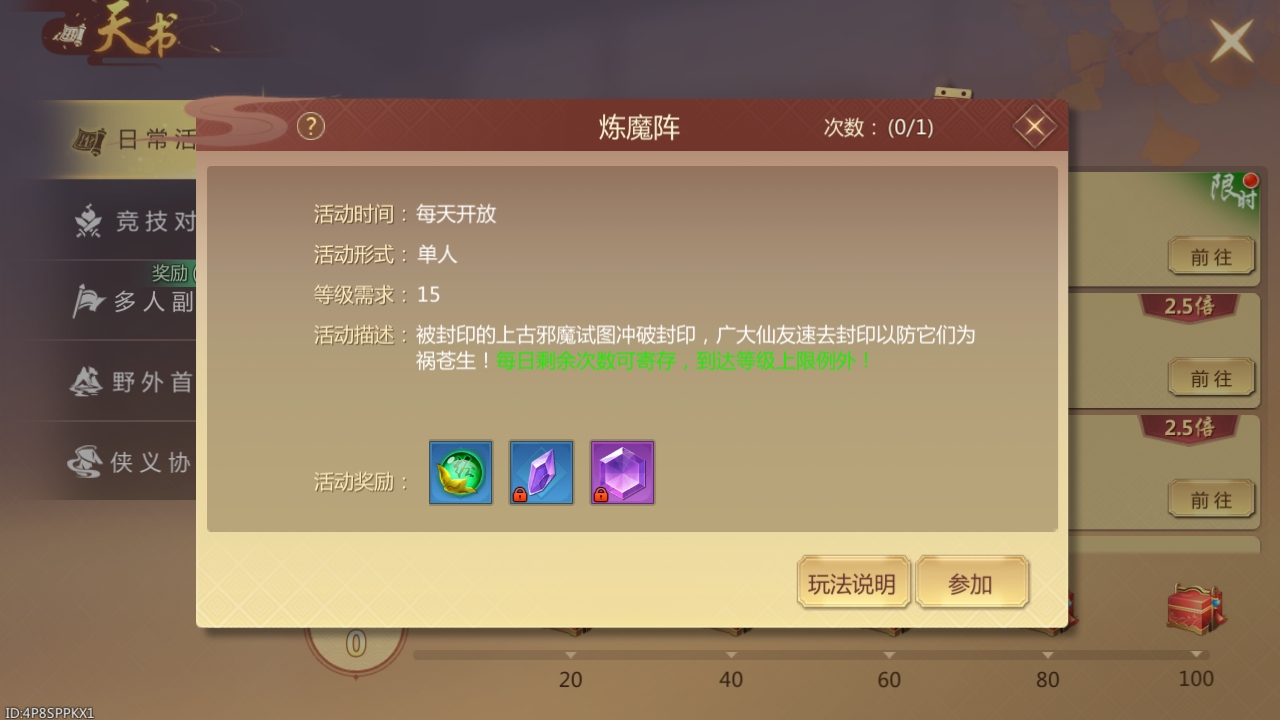 天书
炼魔阵
次数：(0/1)
日常活
竞技对
奖励(
多人副
野外首
侠义协
活动时间：每天开放
活动形式：单人
等级需求：15
活动描述：被封印的上古邪魔试图冲破封印，广大仙友速去封印以防它们为
祸苍生！每日剩余次数可寄存，到达等级上限例外！
活动奖励：
玩法说明
参加
限时
前往
2.5倍
前往
2.5倍
前往
0
20
40
60
80
100
ID:4P8SPPKX1